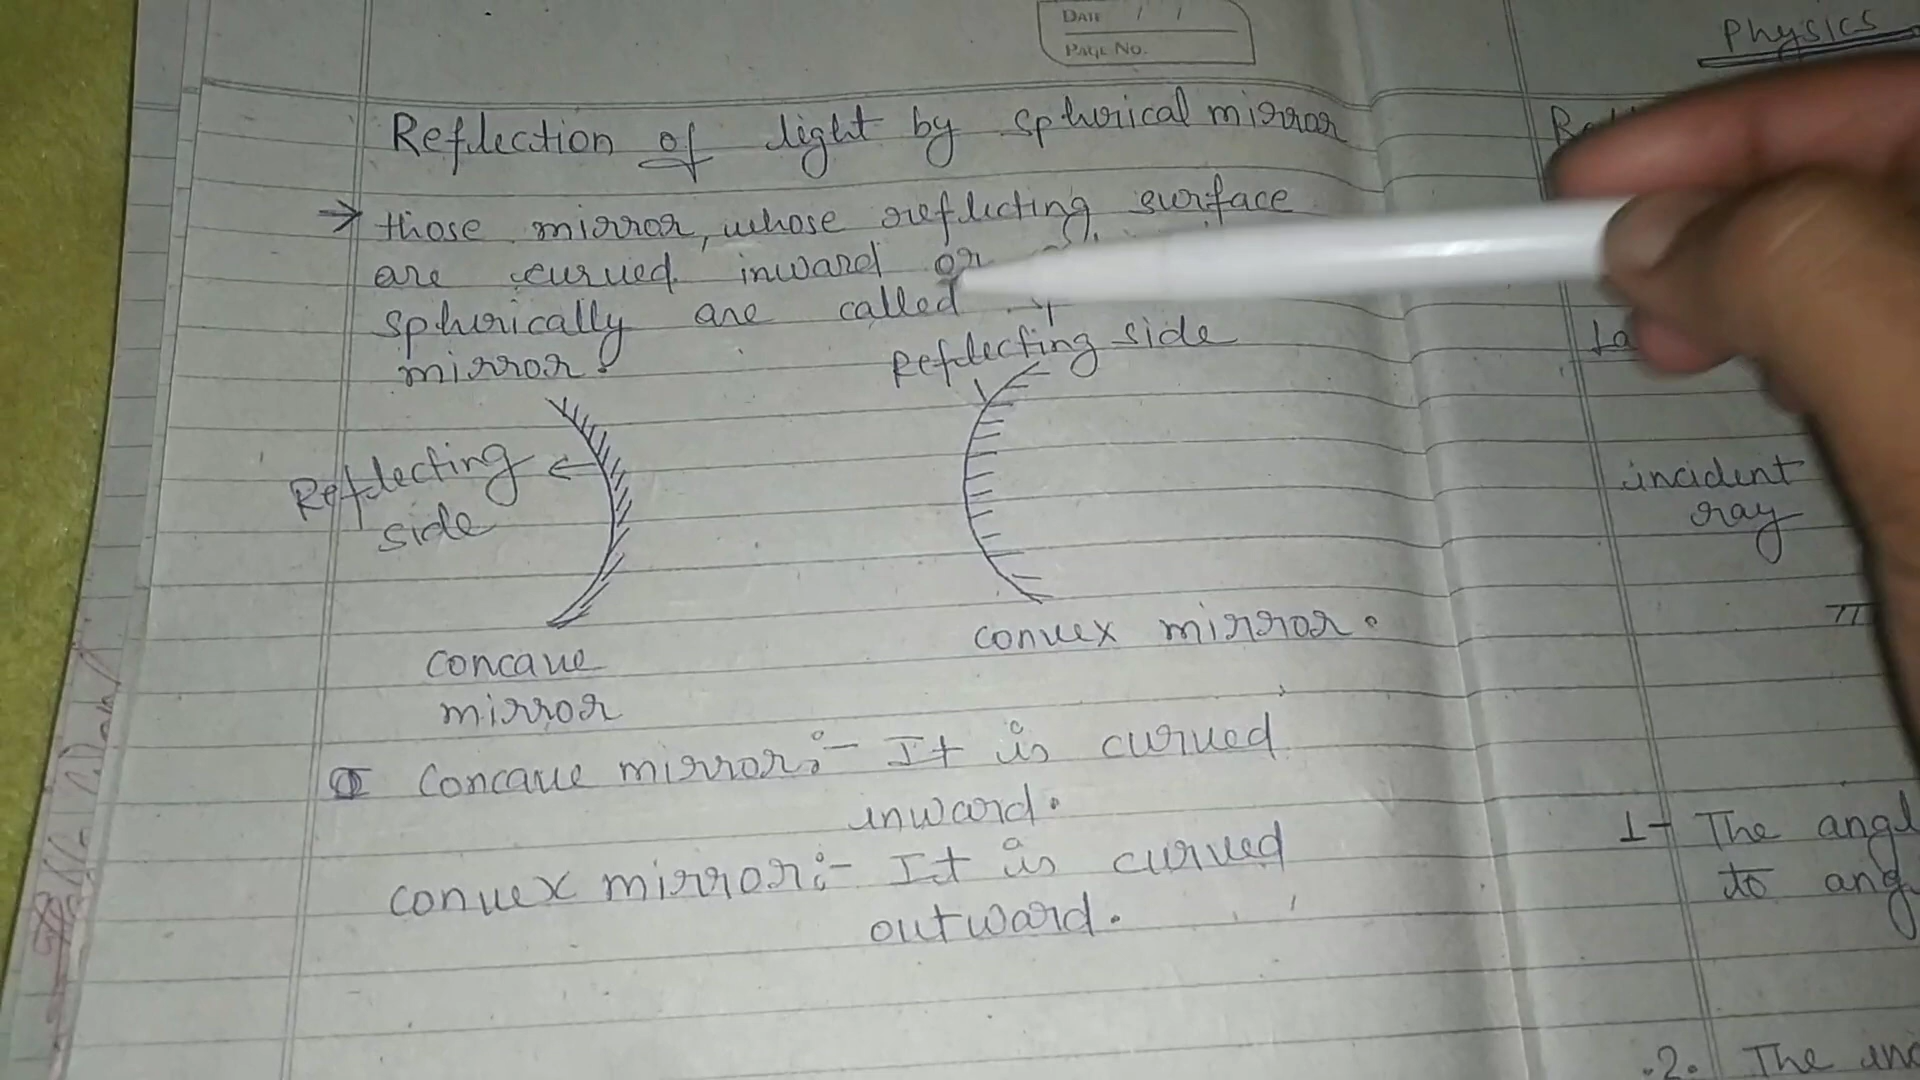 DATE / /
PAGE NO.
Physics
Reflection of light by spherical mirror
→ those mirror, whose reflecting surface
are curved inward or
spherically are called
mirror.
Reflecting side
Reflecting
side
concave
mirror
convex mirror.
Concave mirror:- It is curved
inward.
convex mirror:- It is curved
outward.
incident
ray
1- The
to
.2. The